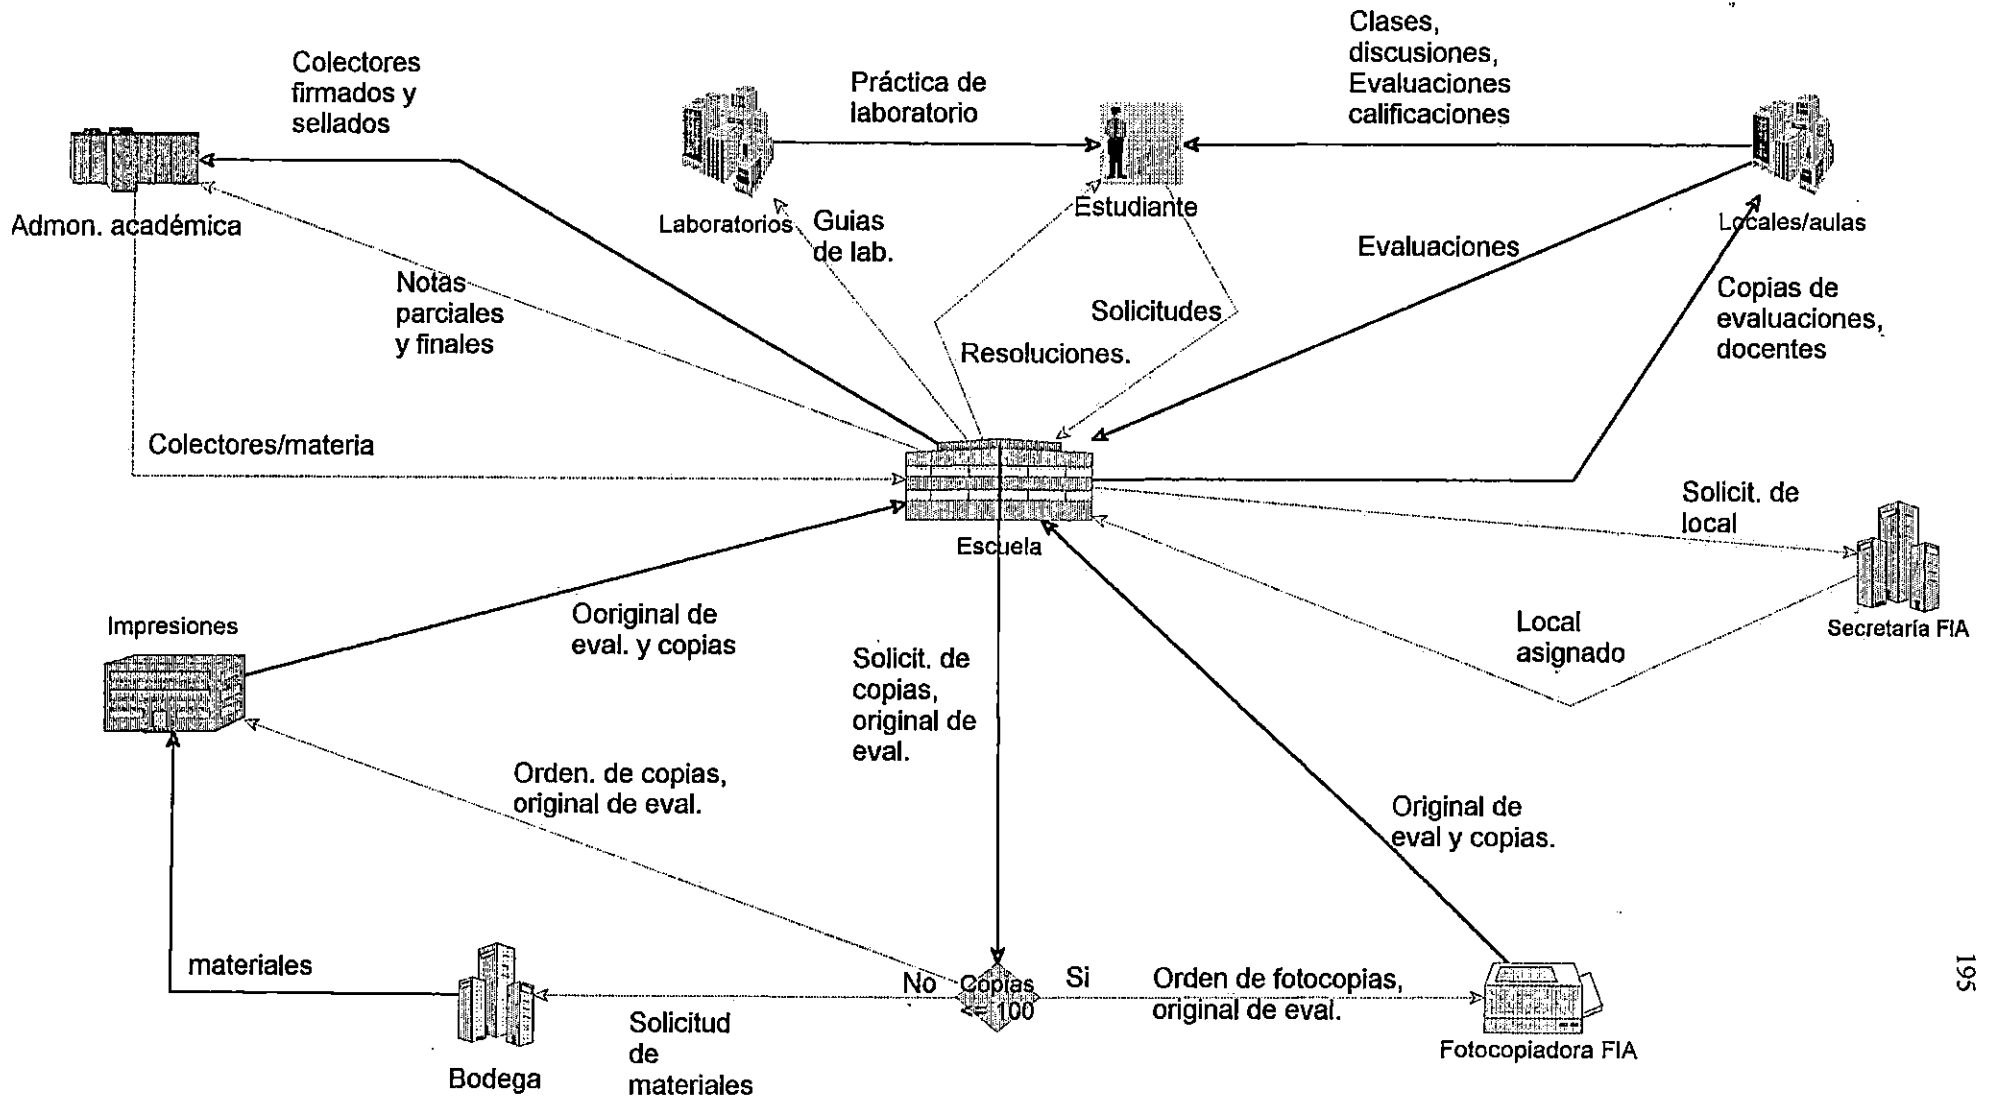 Clases,
discusiones,
Evaluaciones
calificaciones
Colectores
firmados y
sellados
Práctica de
laboratorio
Admon. académica
Laboratorios
Guias
de lab.
Estudiante
Locales/aulas
Evaluaciones
Notas
parciales
y finales
Solicitudes
Resoluciones.
Copias de
evaluaciones,
docentes
Colectores/materia
Escuela
Solicit. de
local
Secretaría FIA
Impresiones
Ooriginal de
eval. y copias
Local
asignado
Solicit. de
copias,
original de
eval.
Orden. de copias,
original de eval.
Original de
eval y copias.
materiales
No
Copias
<= 100
Si
Orden de fotocopias,
original de eval.
Solicitud
de
materiales
Bodega
Fotocopiadora FIA
195